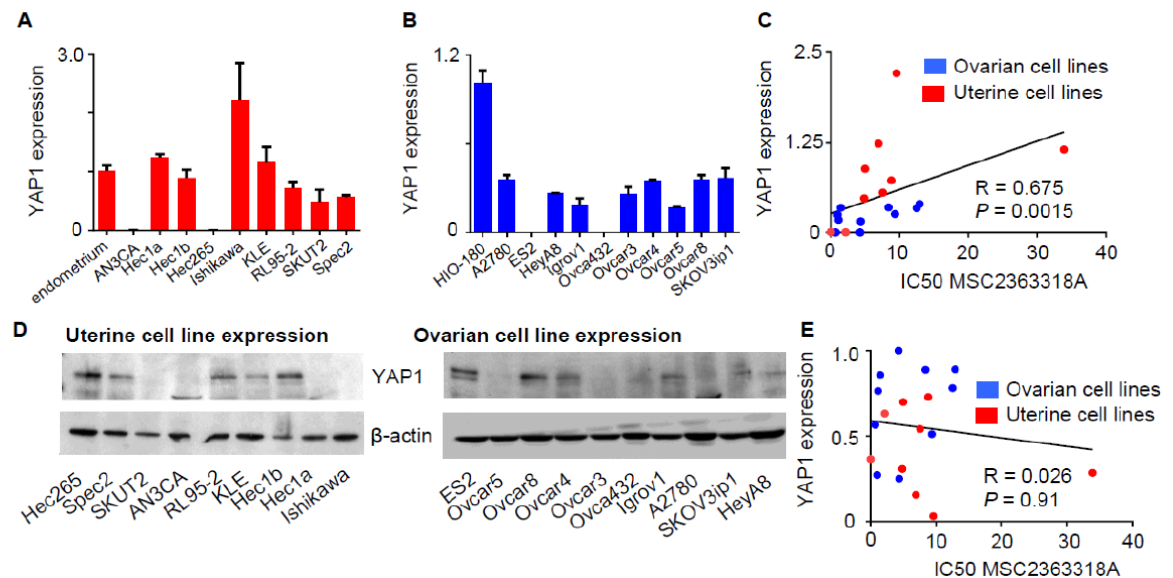 A
YAP1 expression
3.0
0
endometrium
AN3CA
Hec1a
Hec1b
Hec265
Ishikawa
KLE
RL95-2
SKUT2
Spec2
B
YAP1 expression
1.2
0
HIO-180
A2780
ES2
HeyA8
Igrov1
Ovca432
Ovcar3
Ovcar4
Ovcar5
Ovcar8
SKOV3ip1
C
YAP1 expression
2.5
1.25
0
Ovarian cell lines
Uterine cell lines
R = 0.675
P = 0.0015
0 10 20 30 40
IC50 MSC2363318A
D
Uterine cell line expression
Ovarian cell line expression
YAP1
β-actin
Hec265
Spec2
SKUT2
AN3CA
RL95-2
KLE
Hec1b
Hec1a
Ishikawa
ES2
Ovcar5
Ovcar8
Ovcar4
Ovcar3
Ovca432
Igrov1
A2780
SKOV3ip1
HeyA8
E
YAP1 expression
1.0
0.5
0
Ovarian cell lines
Uterine cell lines
R = 0.026
P = 0.91
0 10 20 30 40
IC50 MSC2363318A